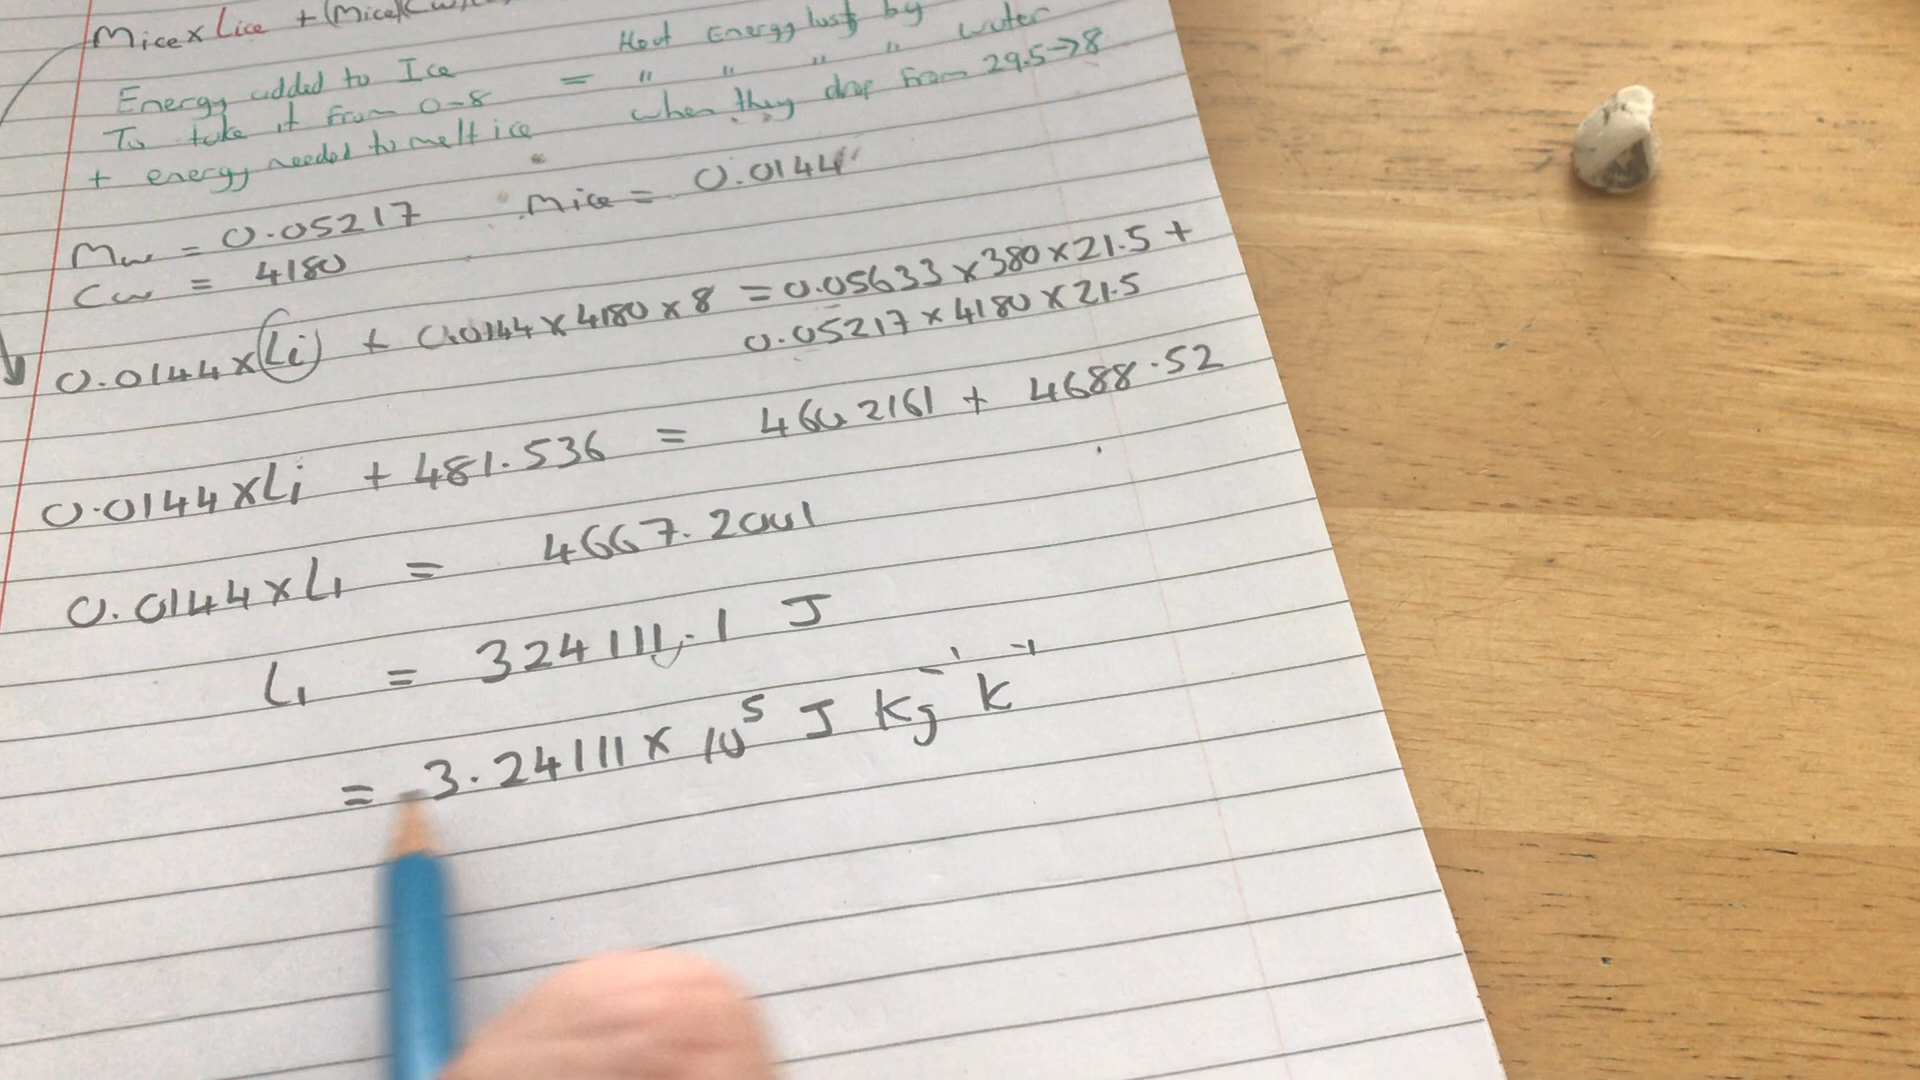 Mice x Lice + (Mice)(Cw)
Energy added to Ice = Heat Energy lost by
To take it from 0-8 " " " " water
+ energy needed to melt ice when they drop from 29.5→8
Mw = 0.05217 Mice = 0.0144
Cw = 4180
0.0144 x (Li) + 0.0144 x 4180 x 8 = 0.05633 x 380 x 21.5 +
0.05217 x 4180 x 21.5
0.0144 x Li + 481.536 = 460.2161 + 4688.52
0.0144 x Li = 4667.2001
Li = 324111.1 J
= 3.24111 x 10⁵ J Kg⁻¹ K⁻¹